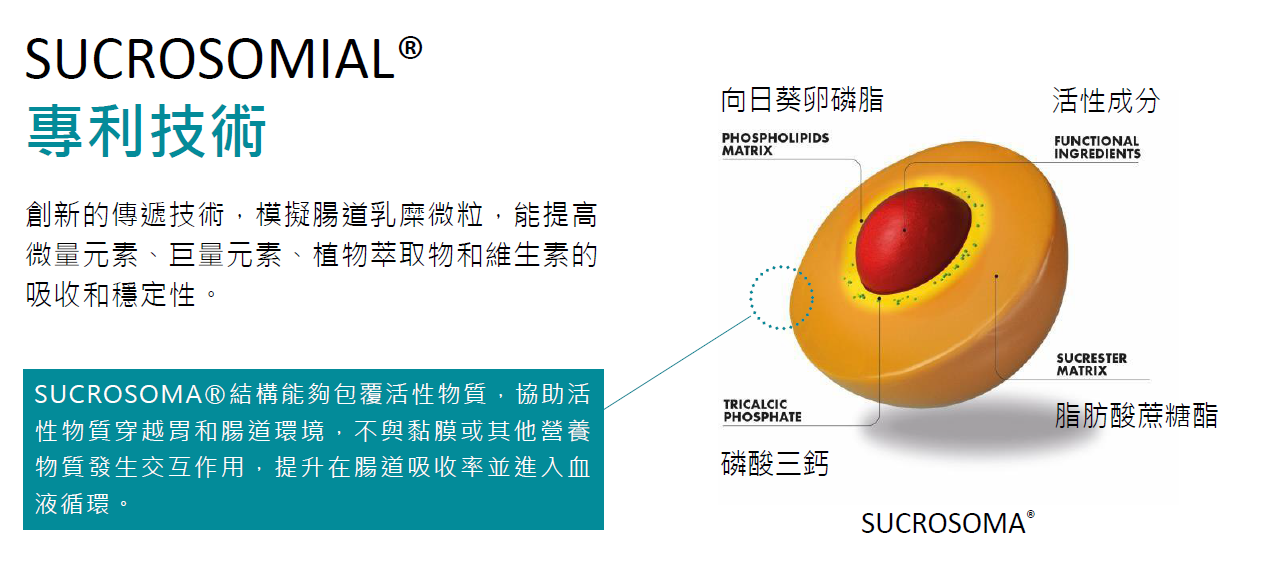 SUCROSOMIAL®
專利技術
創新的傳遞技術，模擬腸道乳糜微粒，能提高
微量元素、巨量元素、植物萃取物和維生素的
吸收和穩定性。
SUCROSOMA®結構能夠包覆活性物質，協助活
性物質穿越胃和腸道環境，不與黏膜或其他營養
物質發生交互作用，提升在腸道吸收率並進入血
液循環。
向日葵卵磷脂
PHOSPHOLIPIDS
MATRIX
活性成分
FUNCTIONAL
INGREDIENTS
SUCRESTER
MATRIX
脂肪酸蔗糖酯
TRICALCIC
PHOSPHATE
磷酸三鈣
SUCROSOMA®